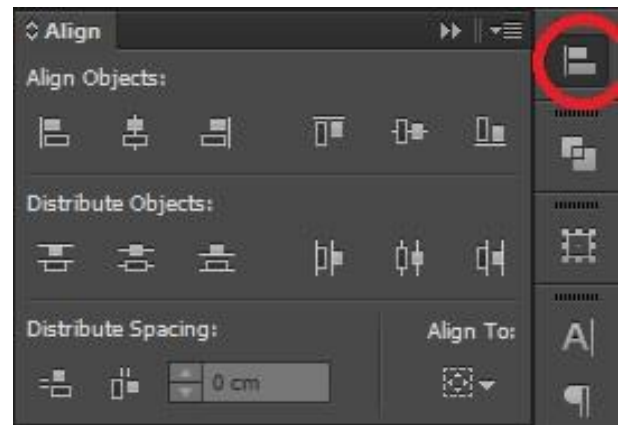 Align
Align Objects:
Distribute Objects:
Distribute Spacing:
Align To:
0 cm
A